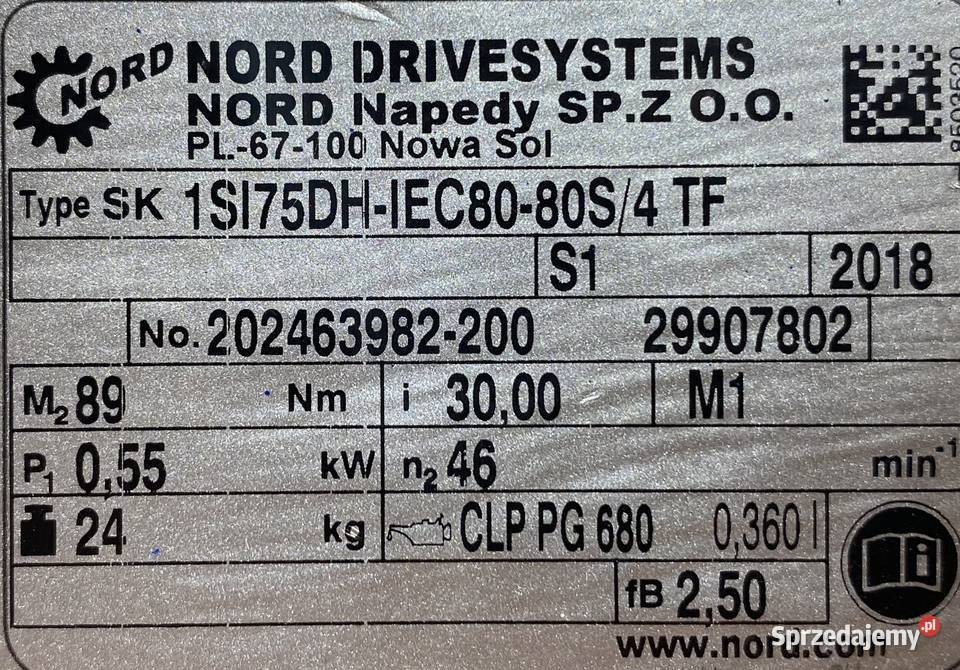 NORD
NORD DRIVESYSTEMS
NORD Napedy SP.Z O.O.
PL.-67-100 Nowa Sol
Type SK 1SI75DH-IEC80-80S/4 TF
S1 2018
No. 202463982-200 29907802
M2 89 Nm i 30,00 M1
P1 0,55 kW n2 46 min-1
24 kg CLP PG 680 0,360 l
fB 2,50
www.nord.com
Sprzedajemy.pl